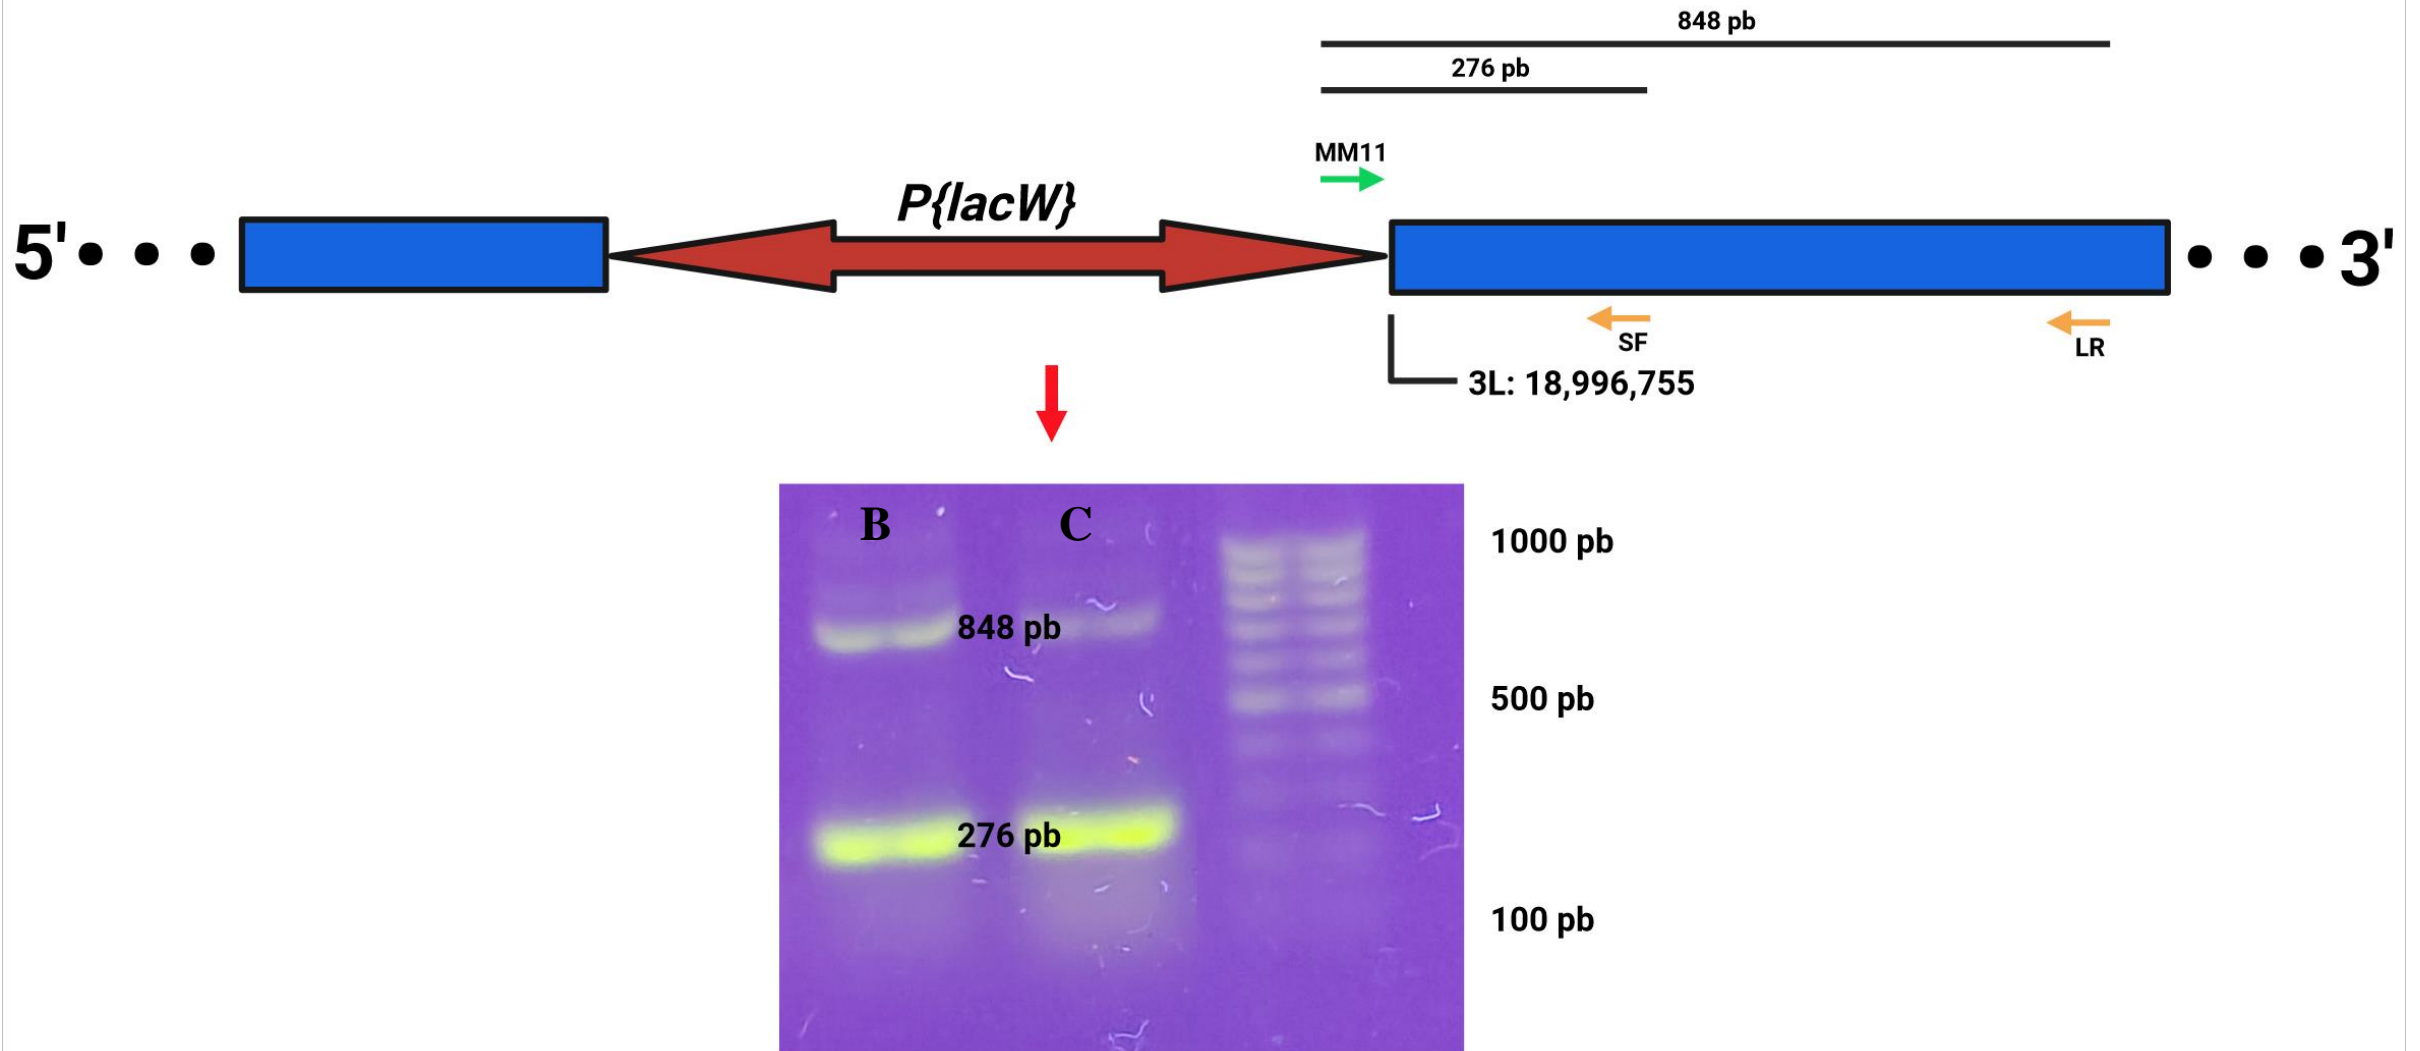 848 pb
276 pb
MM11
P{lacW}
5' 3'
SF
LR
3L: 18,996,755
B C
1000 pb
848 pb
500 pb
276 pb
100 pb